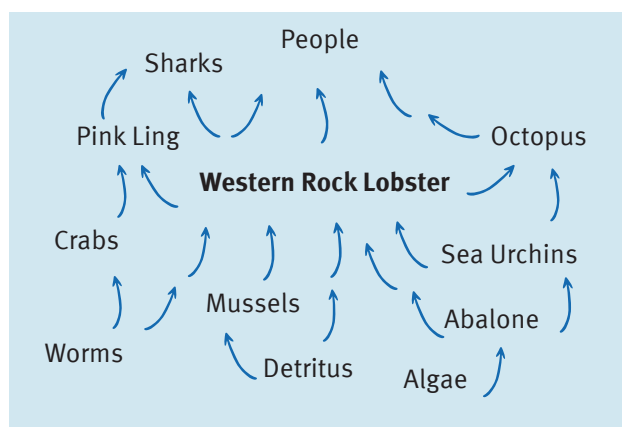 People
Sharks
Pink Ling
Octopus
Western Rock Lobster
Crabs
Sea Urchins
Mussels
Abalone
Worms
Detritus
Algae